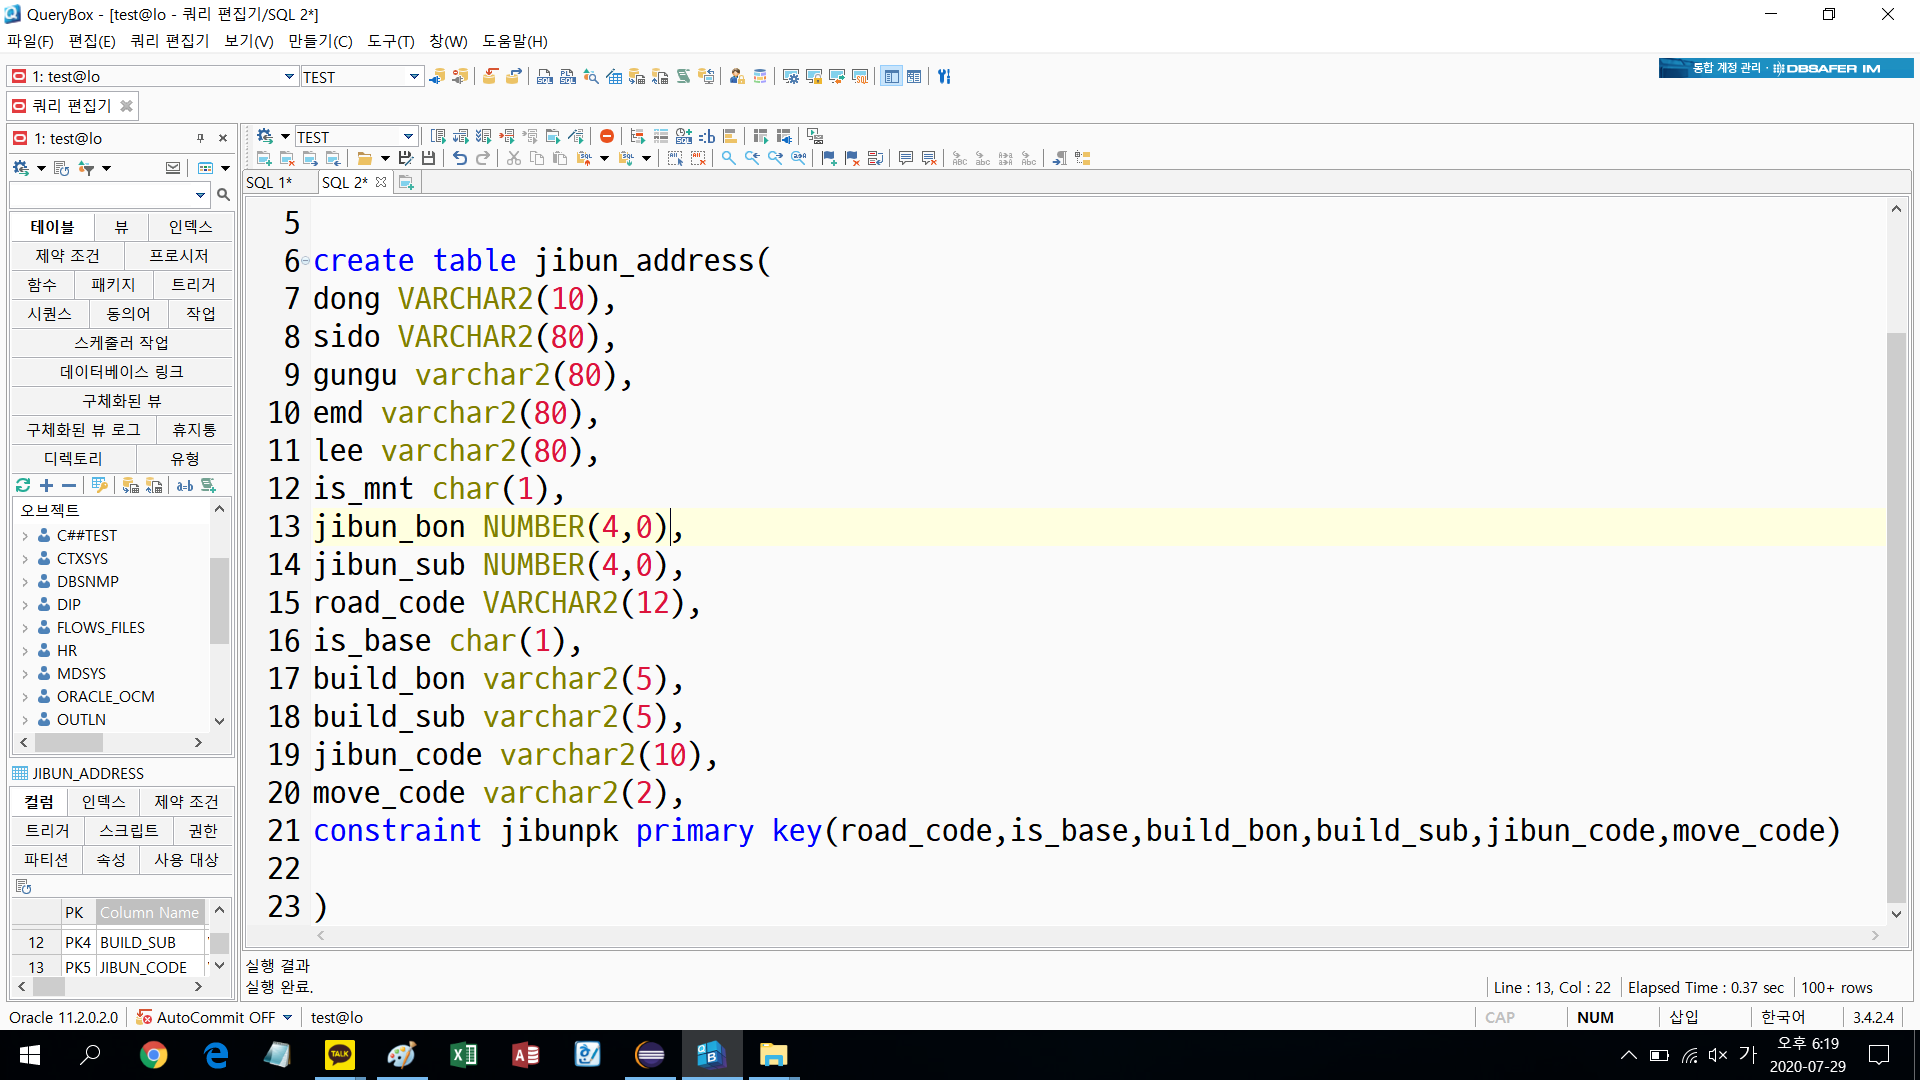 QueryBox - [test@lo - 쿼리 편집기/SQL 2*]
파일(F) 편집(E) 쿼리 편집기 보기(V) 만들기(C) 도구(T) 창(W) 도움말(H)
1: test@lo TEST
통합 계정 관리 · DBSAFER IM
쿼리 편집기
1: test@lo
TEST
SQL 1* SQL 2*
테이블 뷰 인덱스
제약 조건 프로시저
함수 패키지 트리거
시퀀스 동의어 작업
스케줄러 작업
데이터베이스 링크
구체화된 뷰
구체화된 뷰 로그 휴지통
디렉토리 유형
오브젝트
C##TEST
CTXSYS
DBSNMP
DIP
FLOWS_FILES
HR
MDSYS
ORACLE_OCM
OUTLN
JIBUN_ADDRESS
컬럼 인덱스 제약 조건
트리거 스크립트 권한
파티션 속성 사용 대상
PK Column Name
12 PK4 BUILD_SUB
13 PK5 JIBUN_CODE
5
6 create table jibun_address(
7 dong VARCHAR2(10),
8 sido VARCHAR2(80),
9 gungu varchar2(80),
10 emd varchar2(80),
11 lee varchar2(80),
12 is_mnt char(1),
13 jibun_bon NUMBER(4,0),
14 jibun_sub NUMBER(4,0),
15 road_code VARCHAR2(12),
16 is_base char(1),
17 build_bon varchar2(5),
18 build_sub varchar2(5),
19 jibun_code varchar2(10),
20 move_code varchar2(2),
21 constraint jibunpk primary key(road_code,is_base,build_bon,build_sub,jibun_code,move_code)
22
23 )
실행 결과
실행 완료.
Line : 13, Col : 22 Elapsed Time : 0.37 sec 100+ rows
Oracle 11.2.0.2.0 AutoCommit OFF test@lo
CAP NUM 삽입 한국어 3.4.2.4
TALK
가
오후 6:19
2020-07-29